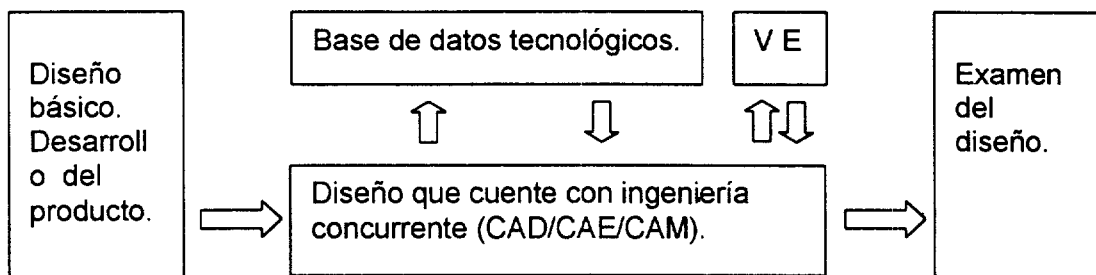 Diseño
básico.
Desarroll
o del
producto.
Base de datos tecnológicos.
V E
Diseño que cuente con ingeniería
concurrente (CAD/CAE/CAM).
Examen
del
diseño.